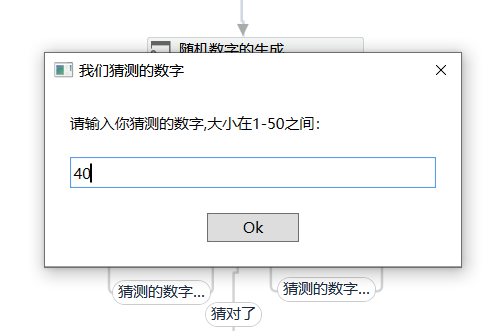 随机数字的生成
我们猜测的数字
请输入你猜测的数字,大小在1-50之间：
40
Ok
猜测的数字...
猜测的数字...
猜对了